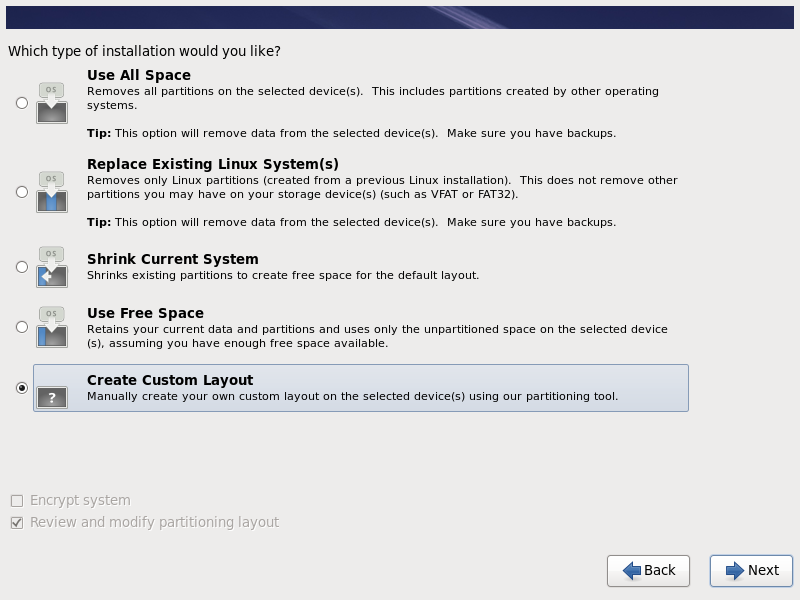 Which type of installation would you like?
OS
Use All Space
Removes all partitions on the selected device(s).  This includes partitions created by other operating
systems.
Tip: This option will remove data from the selected device(s).  Make sure you have backups.
OS
Replace Existing Linux System(s)
Removes only Linux partitions (created from a previous Linux installation).  This does not remove other
partitions you may have on your storage device(s) (such as VFAT or FAT32).
Tip: This option will remove data from the selected device(s).  Make sure you have backups.
OS
Shrink Current System
Shrinks existing partitions to create free space for the default layout.
OS
Use Free Space
Retains your current data and partitions and uses only the unpartitioned space on the selected device
(s), assuming you have enough free space available.
?
Create Custom Layout
Manually create your own custom layout on the selected device(s) using our partitioning tool.
Encrypt system
Review and modify partitioning layout
Back
Next